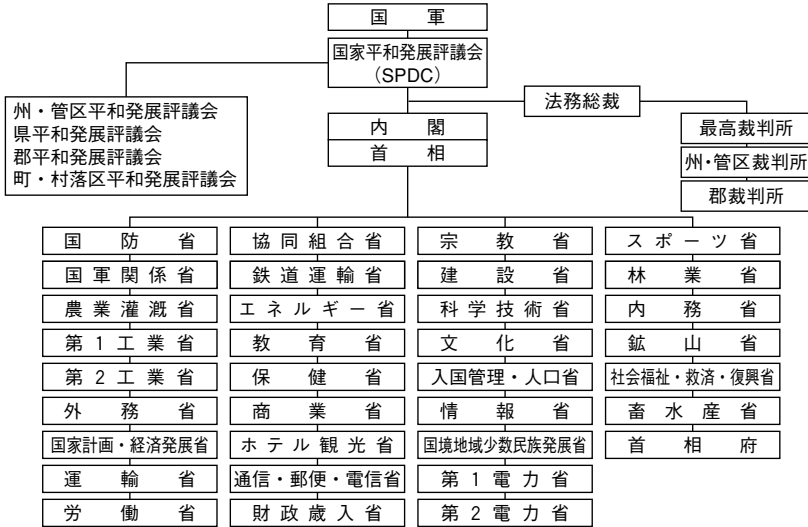 国軍
国家平和発展評議会
（SPDC）
州・管区平和発展評議会
県平和発展評議会
郡平和発展評議会
町・村落区平和発展評議会
法務総裁
内閣
首相
最高裁判所
州・管区裁判所
郡裁判所
国防省
国軍関係省
農業灌漑省
第1工業省
第2工業省
外務省
国家計画・経済発展省
運輸省
労働省
協同組合省
鉄道運輸省
エネルギー省
教育省
保健省
商業省
ホテル観光省
通信・郵便・電信省
財政歳入省
宗教省
建設省
科学技術省
文化省
入国管理・人口省
情報省
国境地域少数民族発展省
第1電力省
第2電力省
スポーツ省
林業省
内務省
鉱山省
社会福祉・救済・復興省
畜水産省
首相府